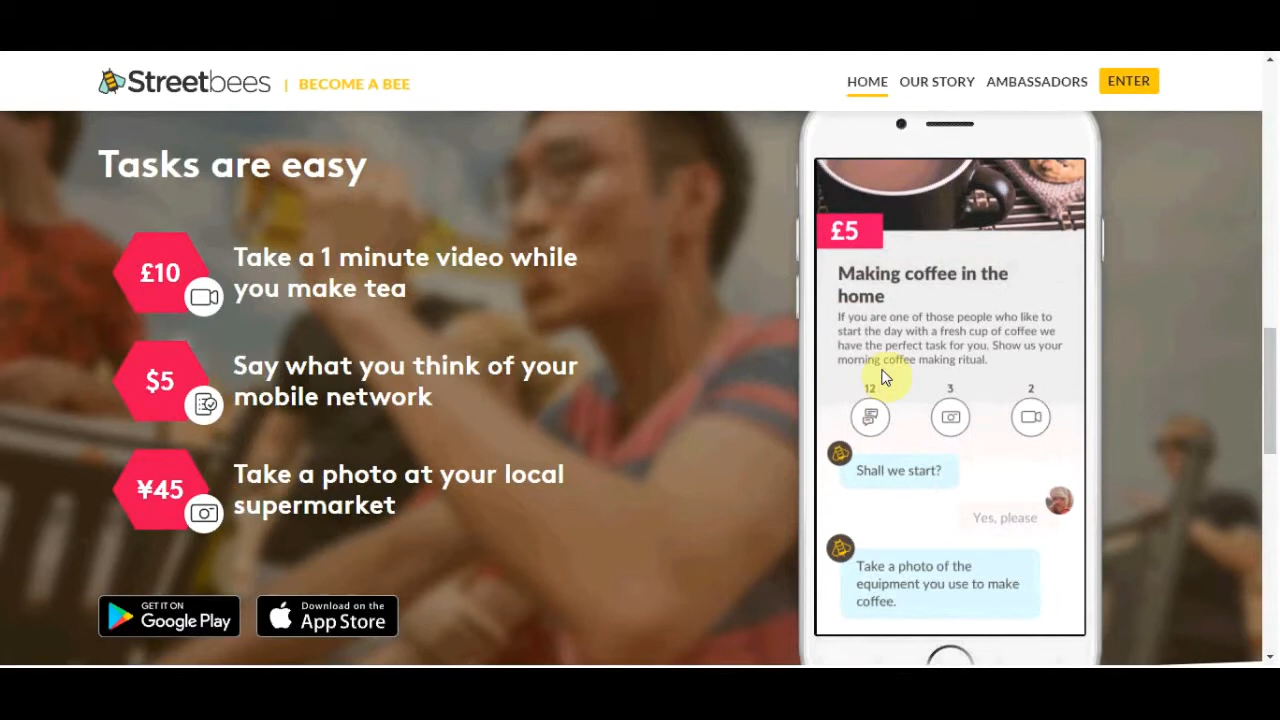 Streetbees | BECOME A BEE
HOME OUR STORY AMBASSADORS ENTER
Tasks are easy
£10
Take a 1 minute video while
you make tea
$5
Say what you think of your
mobile network
¥45
Take a photo at your local
supermarket
GET IT ON
Google Play
Download on the
App Store
£5
Making coffee in the
home
If you are one of those people who like to
start the day with a fresh cup of coffee we
have the perfect task for you. Show us your
morning coffee making ritual.
12 3 2
Shall we start?
Yes, please
Take a photo of the
equipment you use to make
coffee.